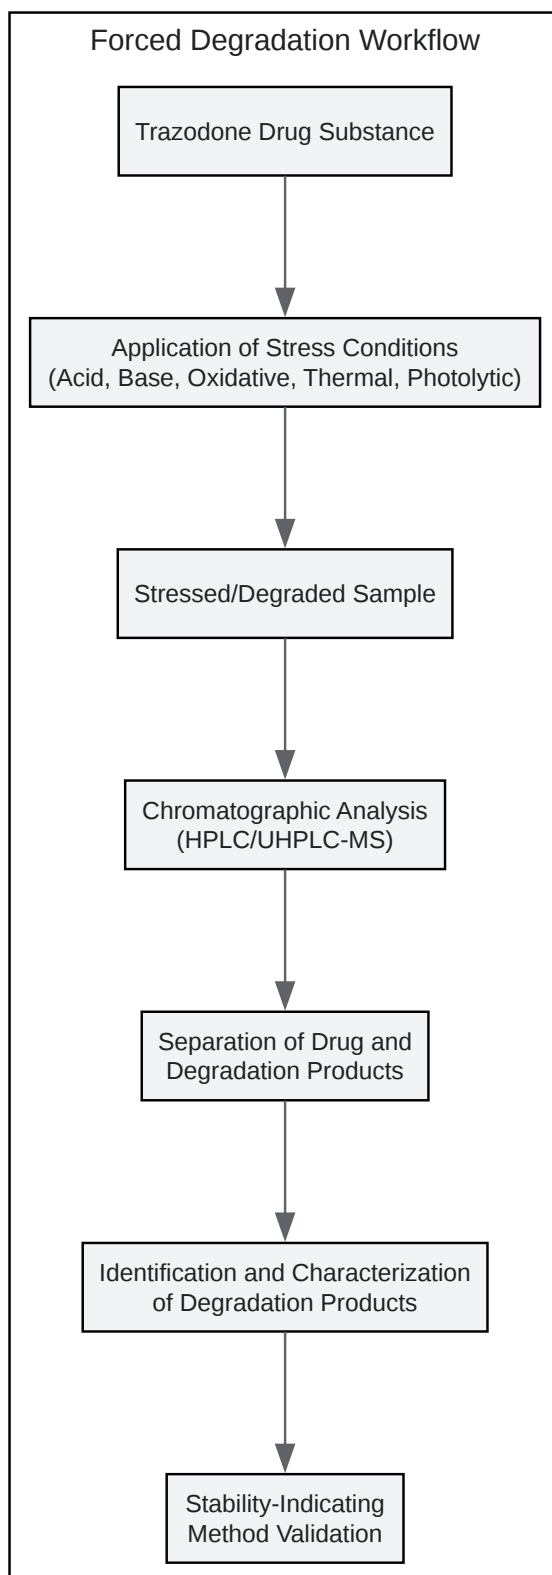 Forced Degradation Workflow
Trazodone Drug Substance
Application of Stress Conditions
(Acid, Base, Oxidative, Thermal, Photolytic)
Stressed/Degraded Sample
Chromatographic Analysis
(HPLC/UHPLC-MS)
Separation of Drug and
Degradation Products
Identification and Characterization
of Degradation Products
Stability-Indicating
Method Validation